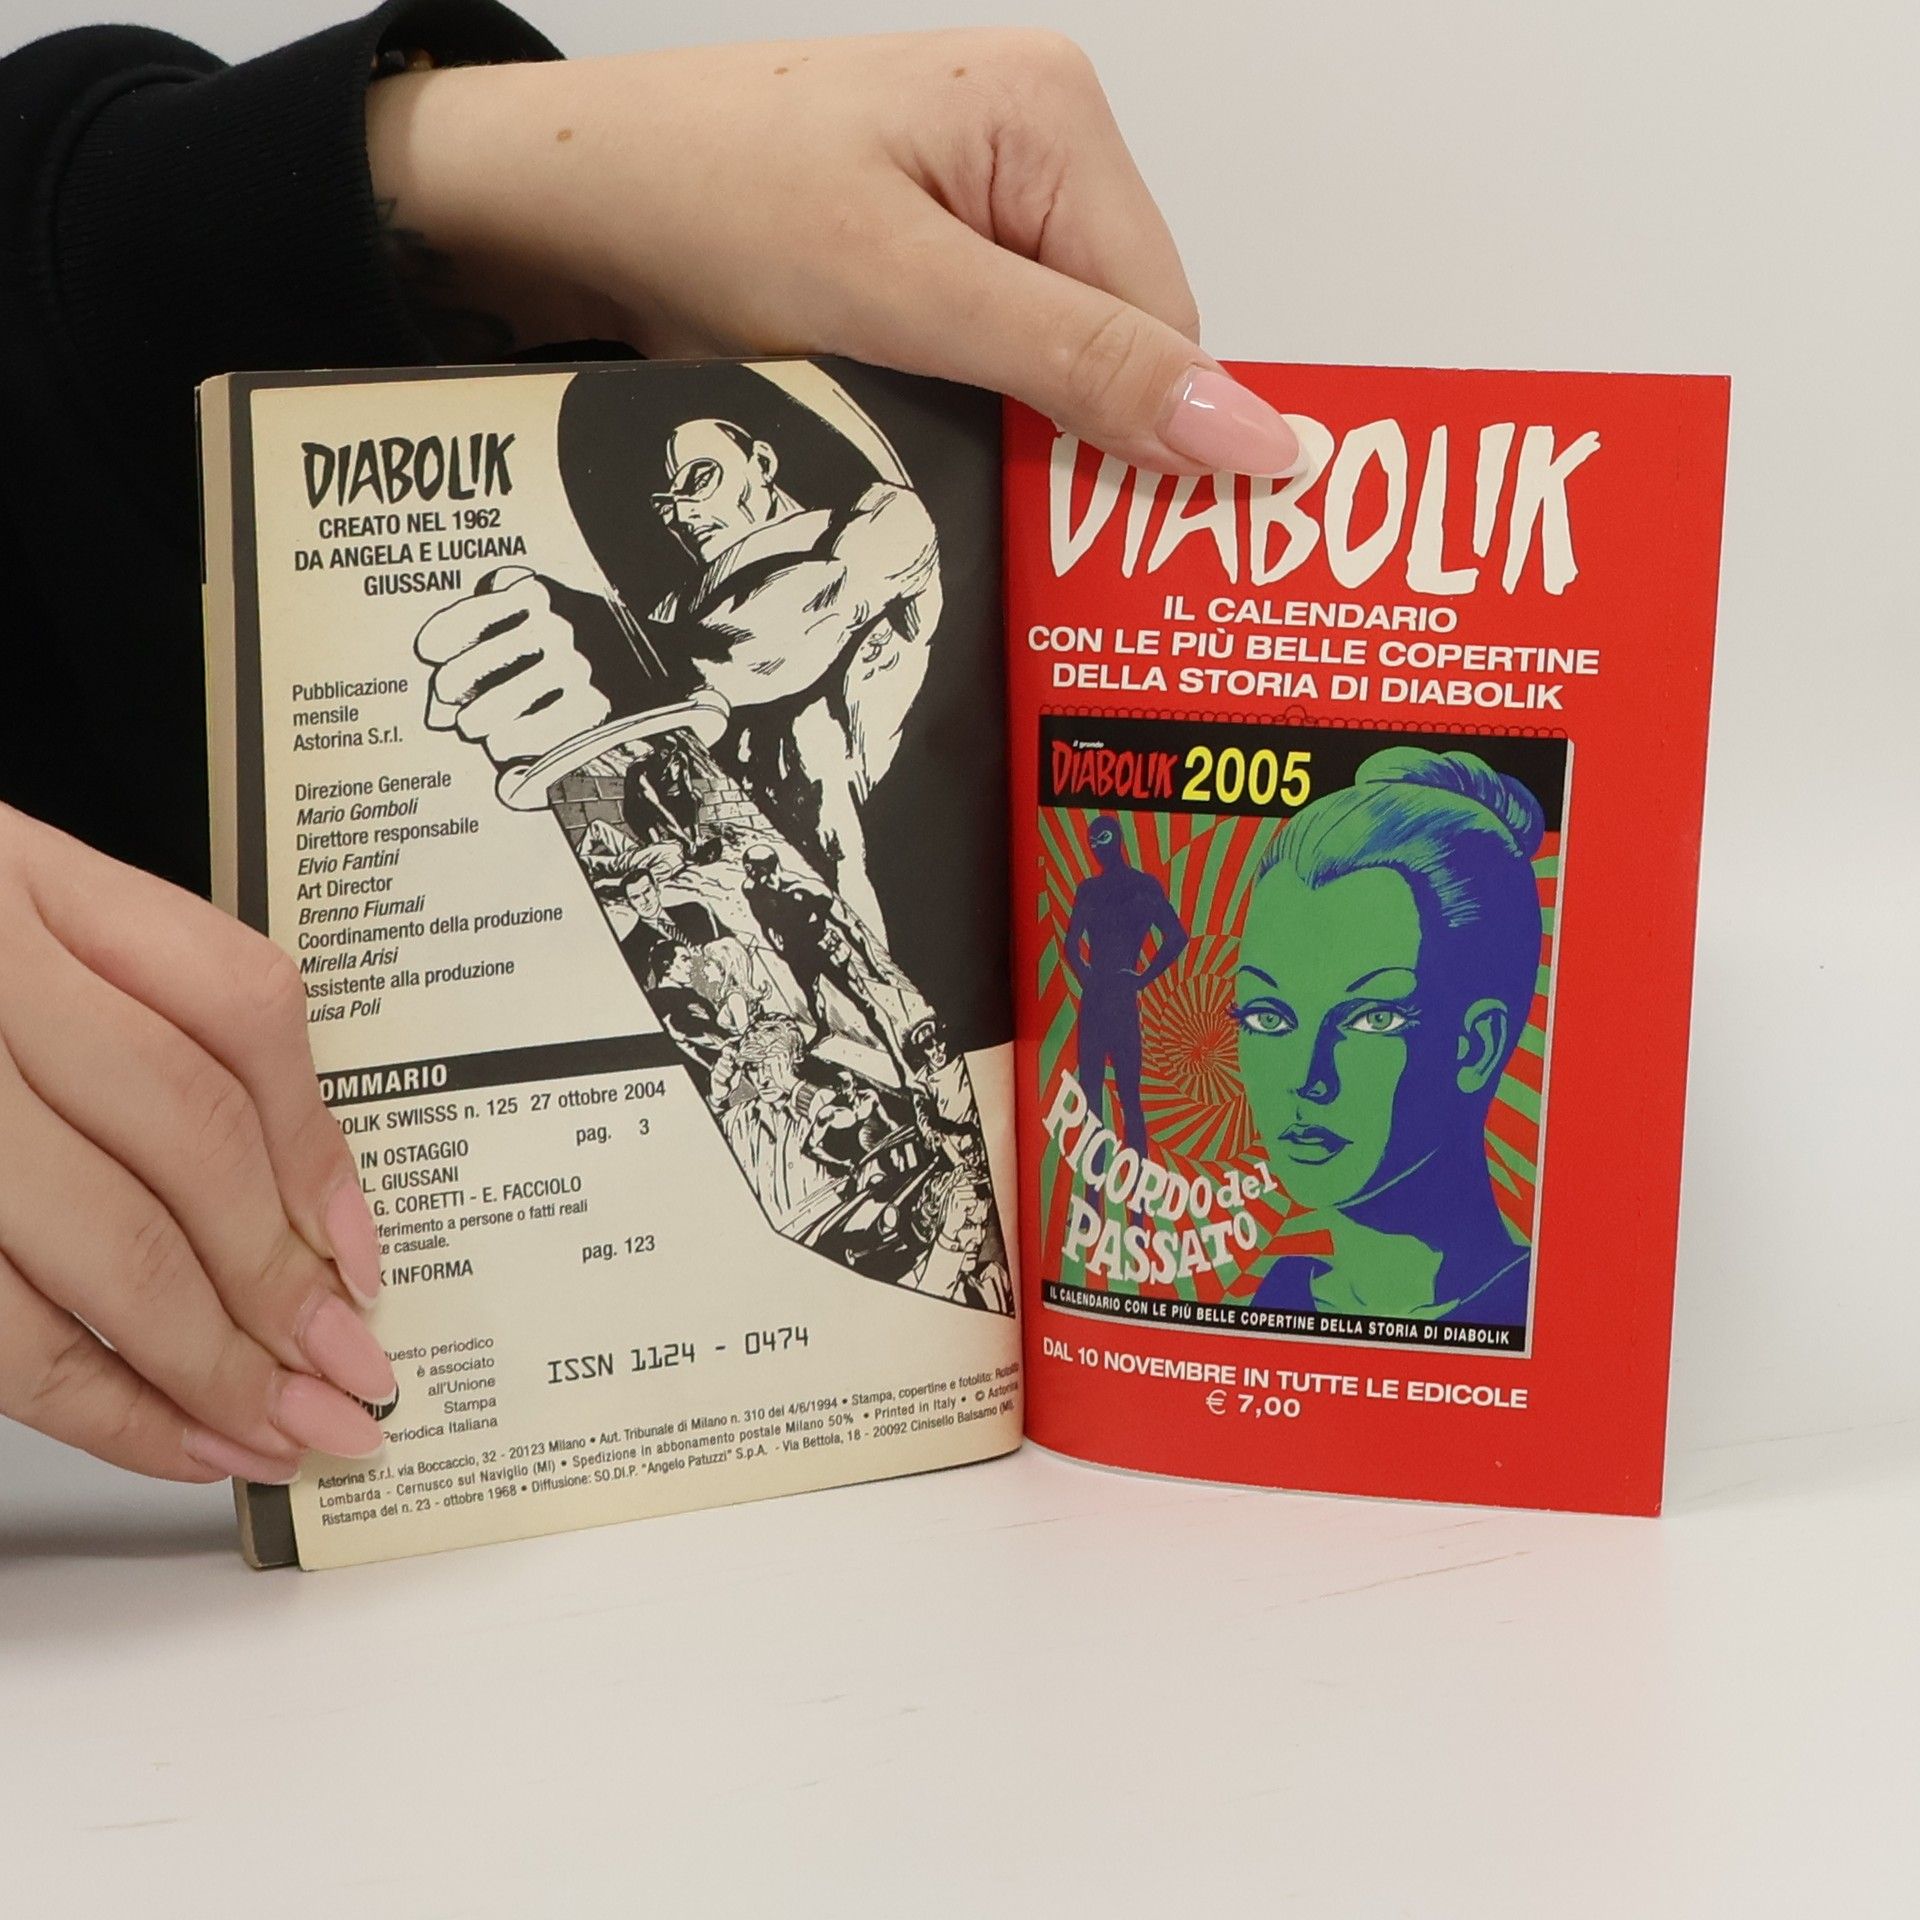 DIABOLIK
CREATO NEL 1962
DA ANGELA E LUCIANA
GIUSSANI
Pubblicazione
mensile
Astorina S.r.l.
Direzione Generale
Mario Gomboli
Direttore responsabile
Elvio Fantini
Art Director
Brenno Fiumali
Coordinamento della produzione
Mirella Arisi
ssistente alla produzione
uisa Poli
OMMARIO
OLIK SWIISSS n. 125 27 ottobre 2004
pag. 3
IN OSTAGGIO
L. GIUSSANI
G. CORETTI - E. FACCIOLO
iferimento a persone o fatti reali
e casuale.
K INFORMA pag. 123
uesto periodico
è associato
all'Unione
Stampa
Periodica Italiana
ISSN 1124 - 0474
Astorina S.r.l. via Boccaccio, 32 - 20123 Milano • Aut. Tribunale di Milano n. 310 del 4/6/1994 • Stampa, copertine e fotolito:
Lombarda - Cernusco sul Naviglio (MI) • Spedizione in abbonamento postale Milano 50% • Printed in Italy • © Astorina
Ristampa del n. 23 - ottobre 1968 • Diffusione: SO.DI.P. "Angelo Patuzzi" S.p.A. - Via Bettola, 18 - 20092 Cinisello Balsamo (MI).
DIABOLIK
IL CALENDARIO
CON LE PIÙ BELLE COPERTINE
DELLA STORIA DI DIABOLIK
il grande
DIABOLIK 2005
RICORDO del
PASSATO
IL CALENDARIO CON LE PIÙ BELLE COPERTINE DELLA STORIA DI DIABOLIK
DAL 10 NOVEMBRE IN TUTTE LE EDICOLE
€ 7,00